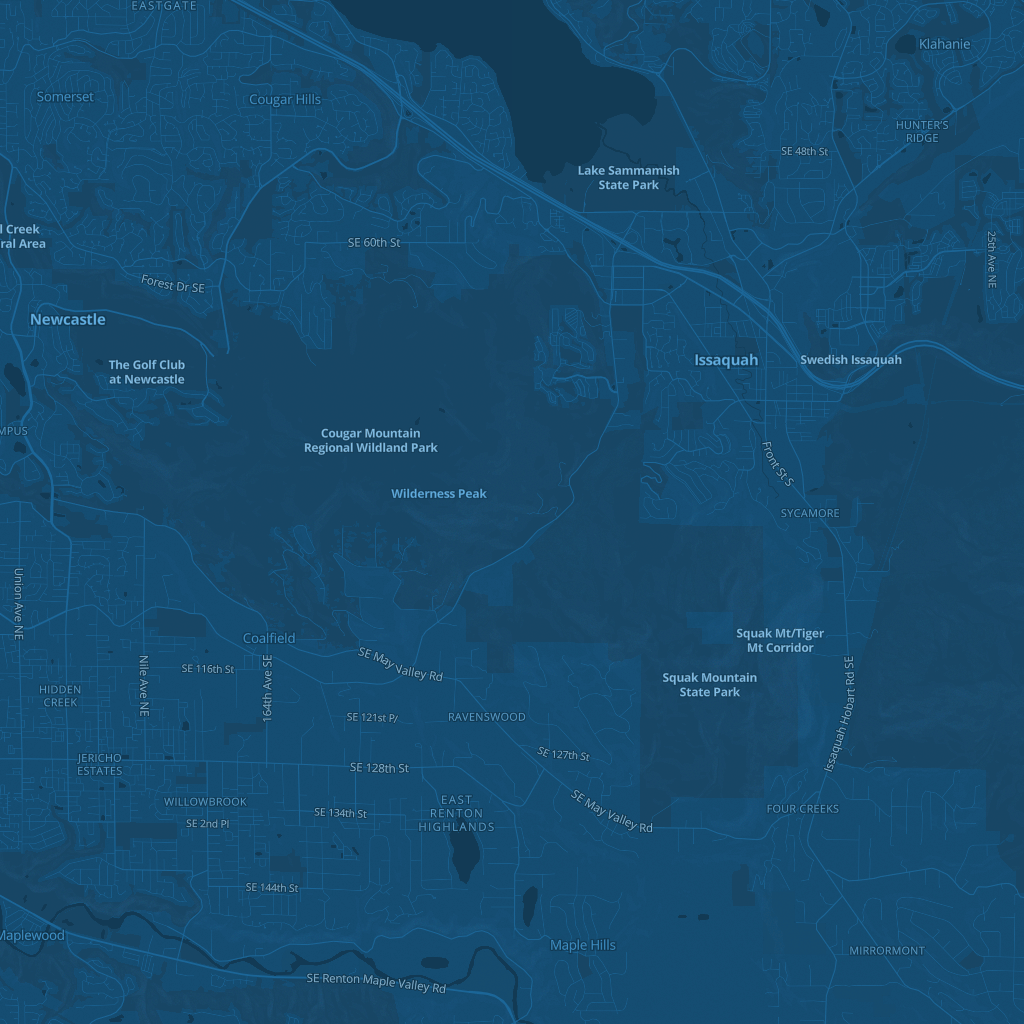 EASTGATE
Klahanie
Somerset
Cougar Hills
HUNTER'S
RIDGE
SE 48th St
Lake Sammamish
State Park
l Creek
ral Area
SE 60th St
25th Ave NE
Forest Dr SE
Newcastle
The Golf Club
at Newcastle
Issaquah
Swedish Issaquah
MPUS
Cougar Mountain
Regional Wildland Park
Front St S
Wilderness Peak
SYCAMORE
Union Ave NE
Coalfield
Squak Mt/Tiger
Mt Corridor
SE May Valley Rd
SE 116th St
Nile Ave NE
164th Ave SE
Squak Mountain
State Park
HIDDEN
CREEK
Issaquah Hobart Rd SE
SE 121st Pl
RAVENSWOOD
SE 127th St
JERICHO
ESTATES
SE 128th St
WILLOWBROOK
EAST
RENTON
HIGHLANDS
SE 134th St
SE 2nd Pl
SE May Valley Rd
FOUR CREEKS
SE 144th St
Maplewood
Maple Hills
MIRRORMONT
SE Renton Maple Valley Rd